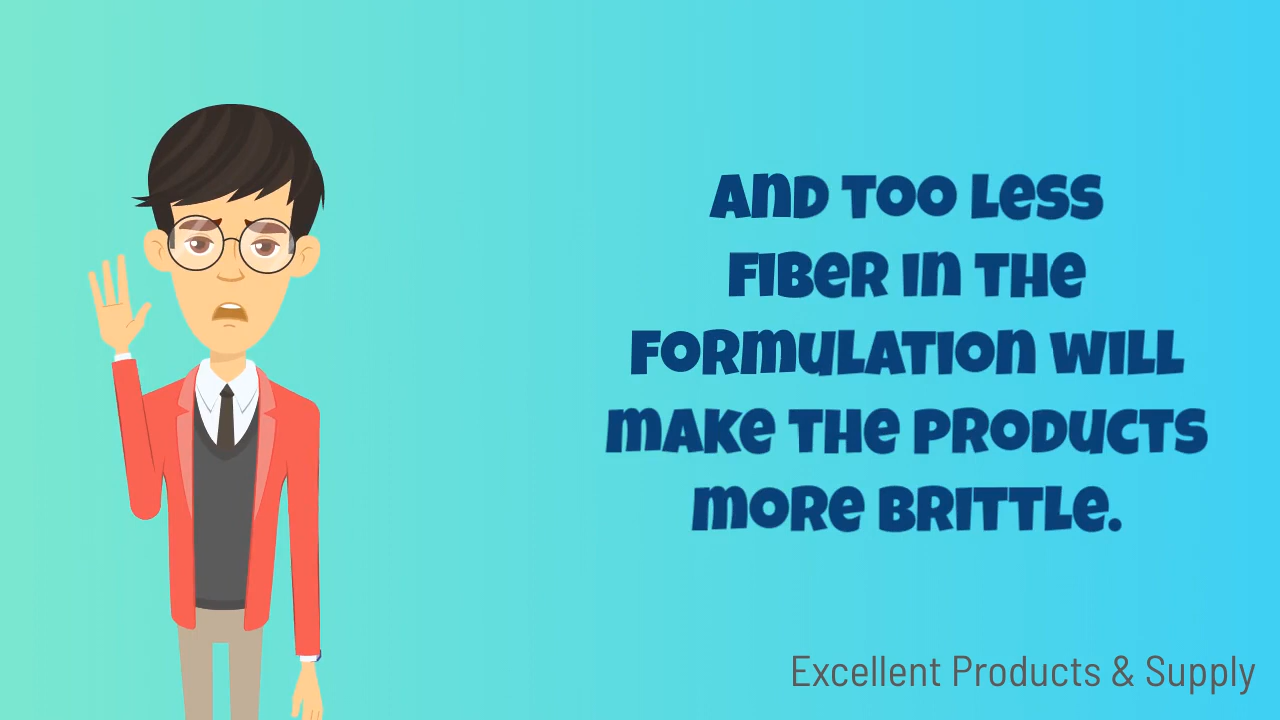 And too less
fiber in the
formulation will
make the products
more brittle.
Excellent Products & Supply